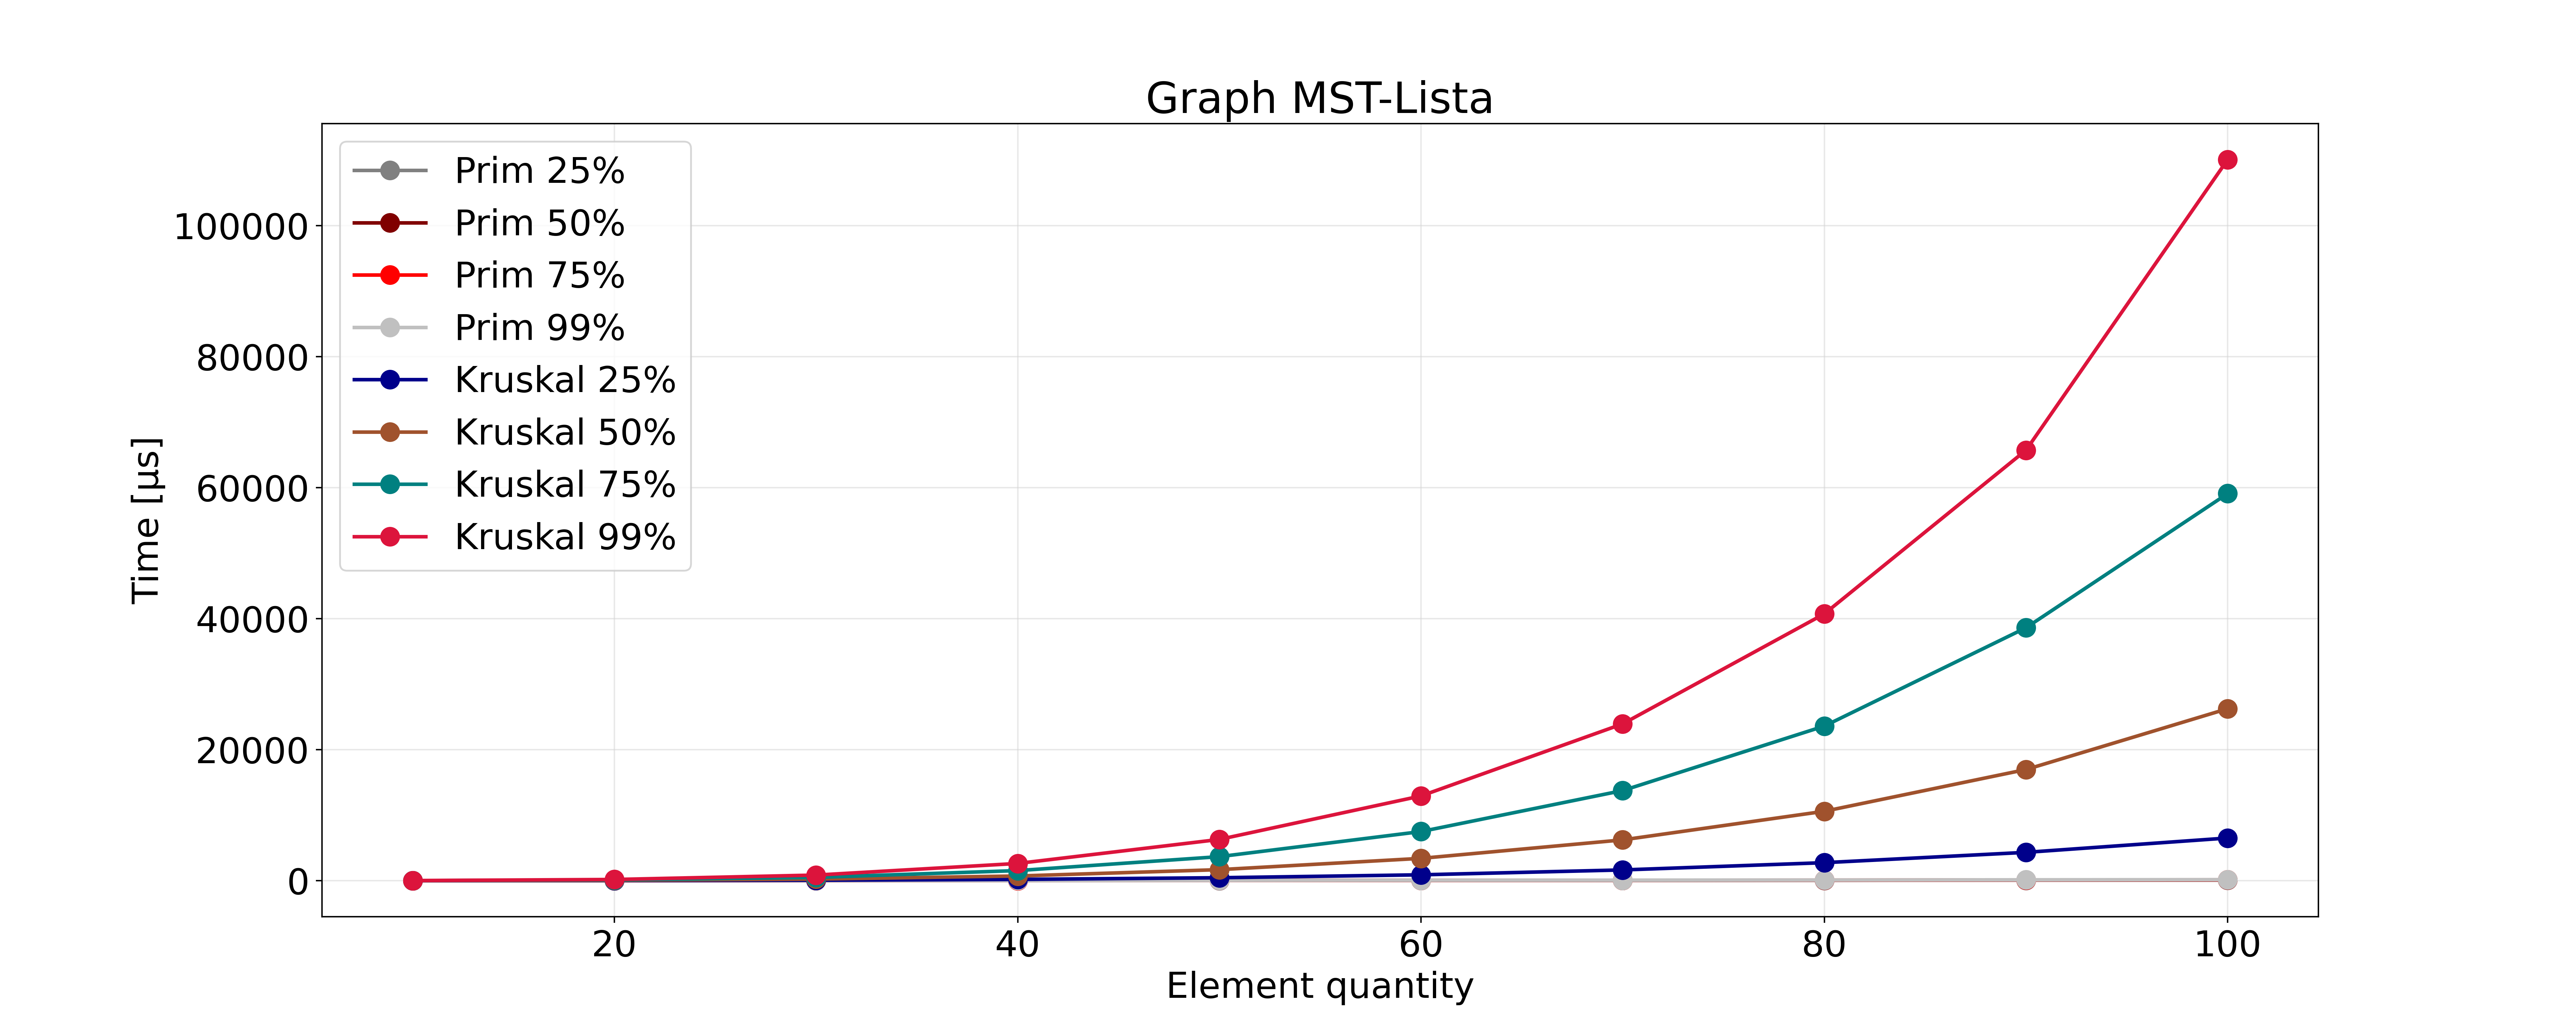 Graph MST-Lista
Prim 25%
Prim 50%
Prim 75%
Prim 99%
Kruskal 25%
Kruskal 50%
Kruskal 75%
Kruskal 99%
100000
80000
60000
40000
20000
0
Time [µs]
20 40 60 80 100
Element quantity